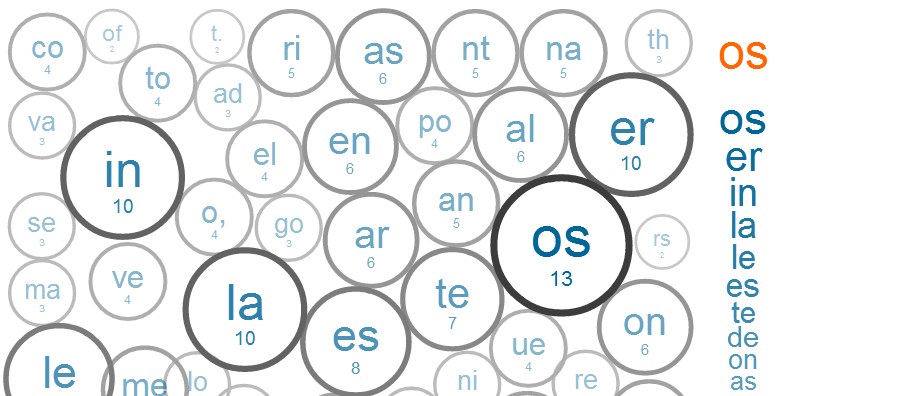 co
4
of
2
t.
2
ri
5
as
6
nt
5
na
5
th
3
to
4
ad
3
va
3
in
10
el
4
en
6
po
4
al
6
er
10
se
3
o,
4
go
3
ar
6
an
5
os
13
rs
2
ma
3
ve
4
la
10
es
8
te
7
ue
4
on
6
le
me
lo
ni
re
os
os
er
in
la
le
es
te
de
on
as